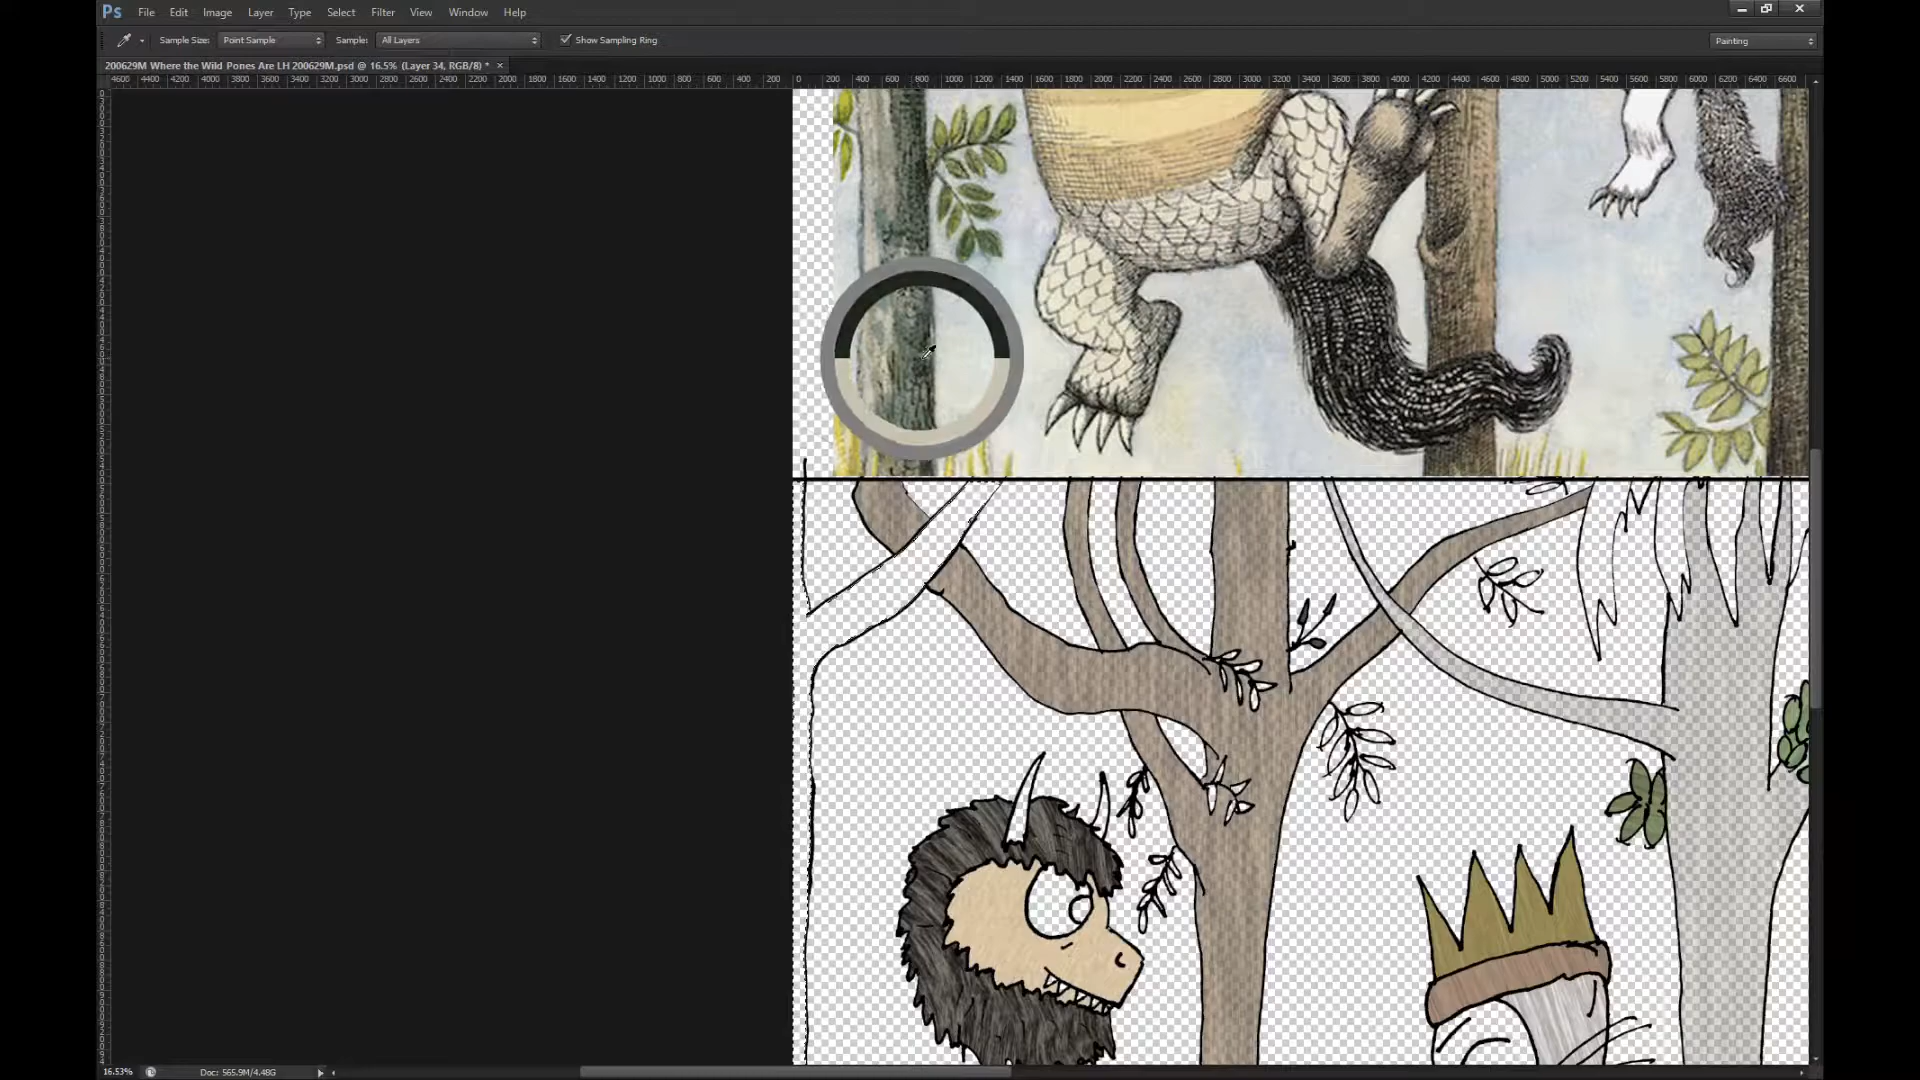 Ps File Edit Image Layer Type Select Filter View Window Help
Sample Size: Point Sample Sample: All Layers Show Sampling Ring Painting
200629M Where the Wild Pones Are LH 200629M.psd @ 16.5% (Layer 34, RGB/8) * ×
4600 4400 4200 4000 3800 3600 3400 3200 3000 2800 2600 2400 2200 2000 1800 1600 1400 1200 1000 800 600 400 200 0 200 400 600 800 1000 1200 1400 1600 1800 2000 2200 2400 2600 2800 3000 3200 3400 3600 3800 4000 4200 4400 4600 4800 5000 5200 5400 5600 5800 6000 6200 6400 6600
16.53% Doc: 565.9M/4.48G